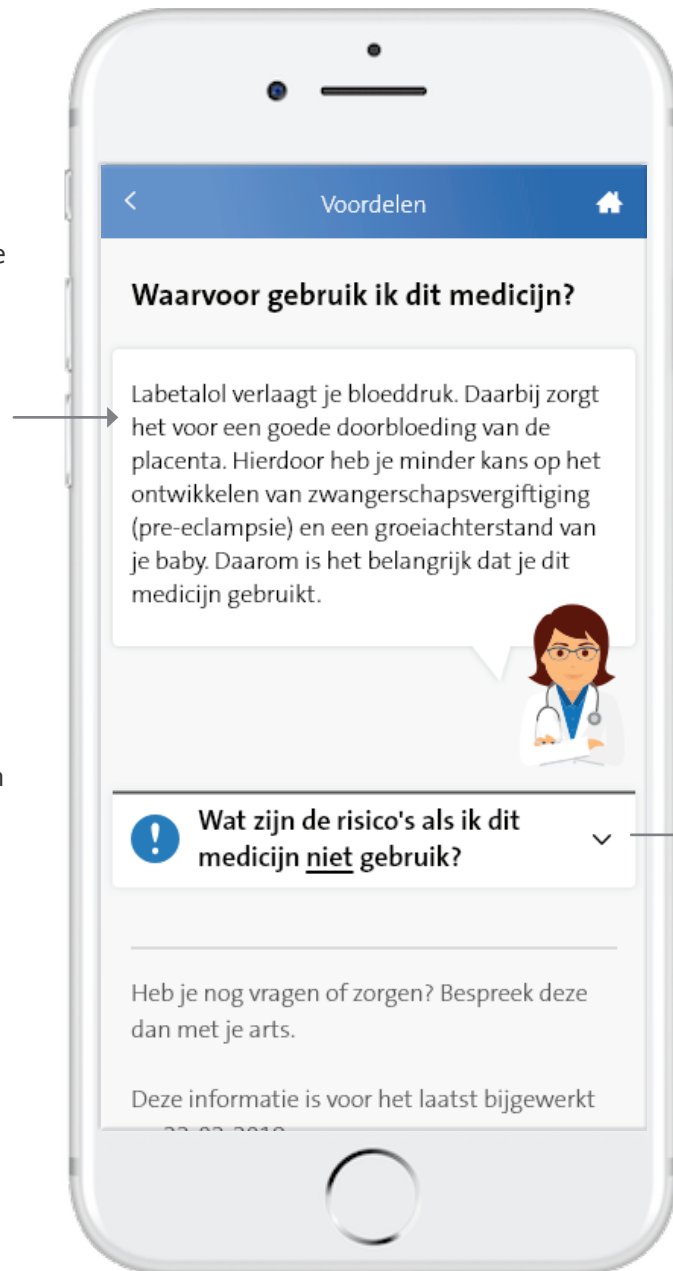 Voordelen
Waarvoor gebruik ik dit medicijn?
Labetalol verlaagt je bloeddruk. Daarbij zorgt
het voor een goede doorbloeding van de
placenta. Hierdoor heb je minder kans op het
ontwikkelen van zwangerschapsvergiftiging
(pre-eclampsie) en een groeiachterstand van
je baby. Daarom is het belangrijk dat je dit
medicijn gebruikt.
Wat zijn de risico's als ik dit
medicijn niet gebruik?
Heb je nog vragen of zorgen? Bespreek deze
dan met je arts.
Deze informatie is voor het laatst bijgewerkt